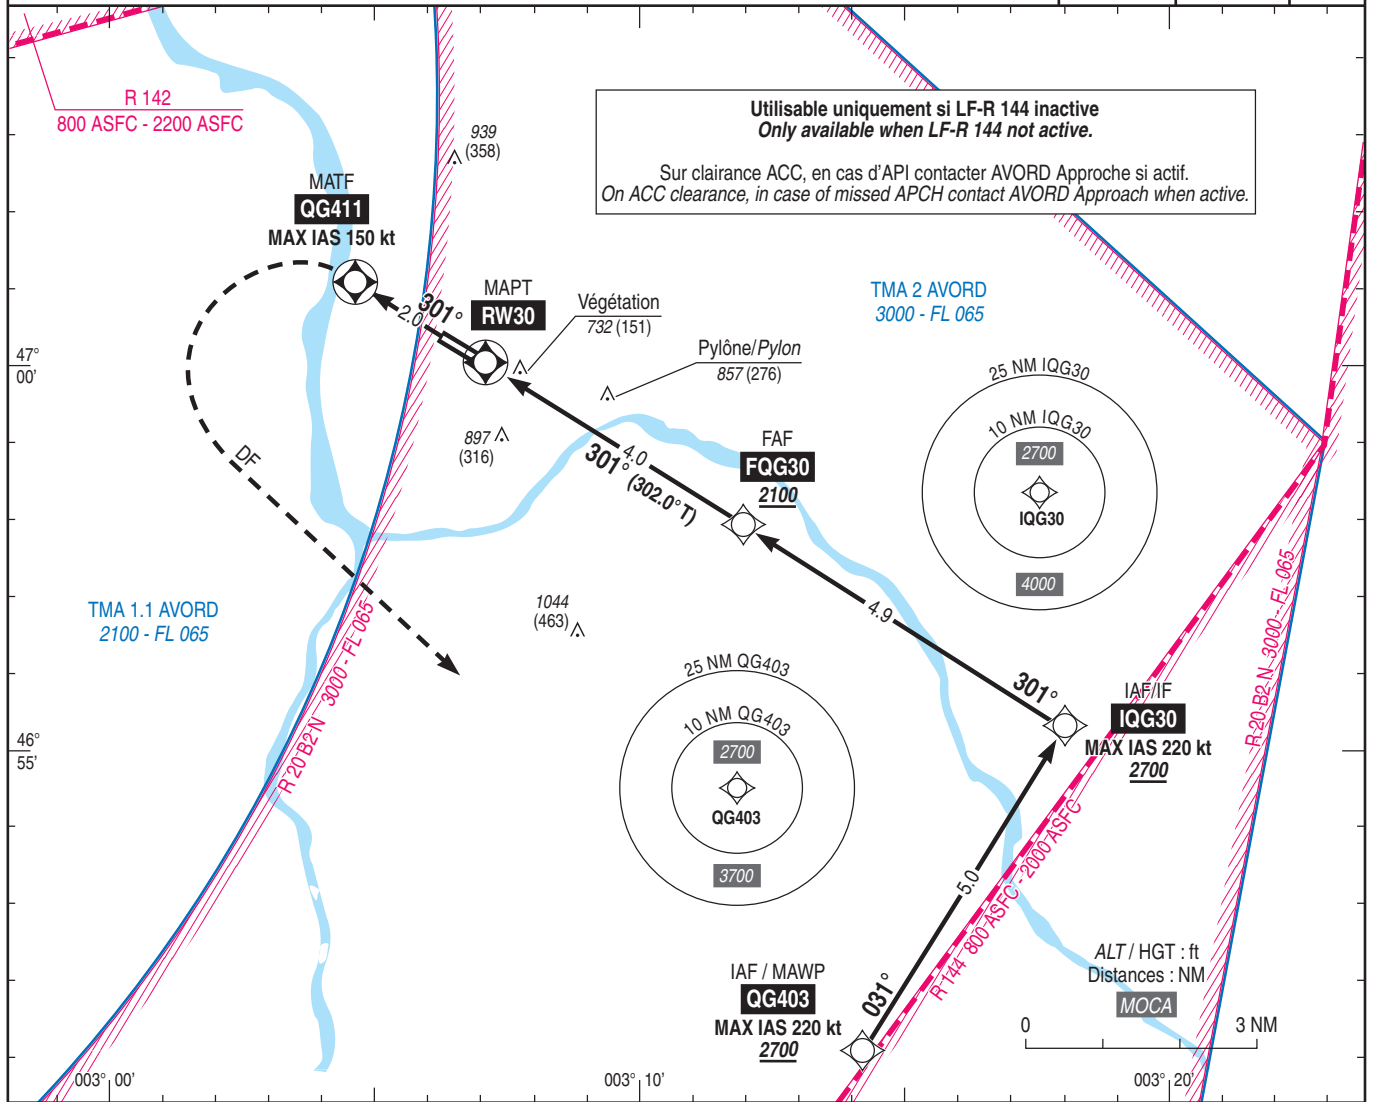 R 142
800 ASFC - 2200 ASFC
939
(358)
Utilisable uniquement si LF-R 144 inactive
Only available when LF-R 144 not active.
Sur clairance ACC, en cas d'API contacter AVORD Approche si actif.
On ACC clearance, in case of missed APCH contact AVORD Approach when active.
MATF
QG411
MAX IAS 150 kt
301°
2.0
MAPT
RW30
Végétation
732 (151)
TMA 2 AVORD
3000 - FL 065
Pylône/Pylon
857 (276)
47°
00'
25 NM IQG30
10 NM IQG30
2700
IQG30
4000
897
(316)
4.0
301° (302.0°T)
FAF
FQG30
2100
DF
TMA 1.1 AVORD
2100 - FL 065
R 20 B2 N 3000 - FL 065
1044
(463)
4.9
R 20 B2 N 3000 - FL 065
25 NM QG403
10 NM QG403
2700
QG403
3700
301°
IAF/IF
IQG30
MAX IAS 220 kt
2700
46°
55'
5.0
R 144 800 ASFC - 2000 ASFC
031°
IAF / MAWP
QG403
MAX IAS 220 kt
2700
ALT / HGT : ft
Distances : NM
MOCA
0
3 NM
003° 00'
003° 10'
003° 20'